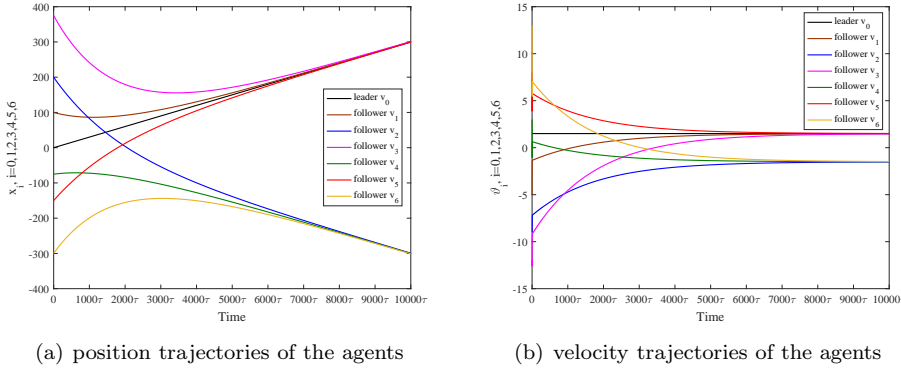 400
300
200
100
0
-100
-200
-300
-400
x_i, i=0,1,2,3,4,5,6
leader v_0
follower v_1
follower v_2
follower v_3
follower v_4
follower v_5
follower v_6
0 1000τ 2000τ 3000τ 4000τ 5000τ 6000τ 7000τ 8000τ 9000τ 10000τ
Time
(a) position trajectories of the agents
15
10
5
0
-5
-10
-15
ϑ_i, i=0,1,2,3,4,5,6
leader v_0
follower v_1
follower v_2
follower v_3
follower v_4
follower v_5
follower v_6
0 1000τ 2000τ 3000τ 4000τ 5000τ 6000τ 7000τ 8000τ 9000τ 10000
Time
(b) velocity trajectories of the agents